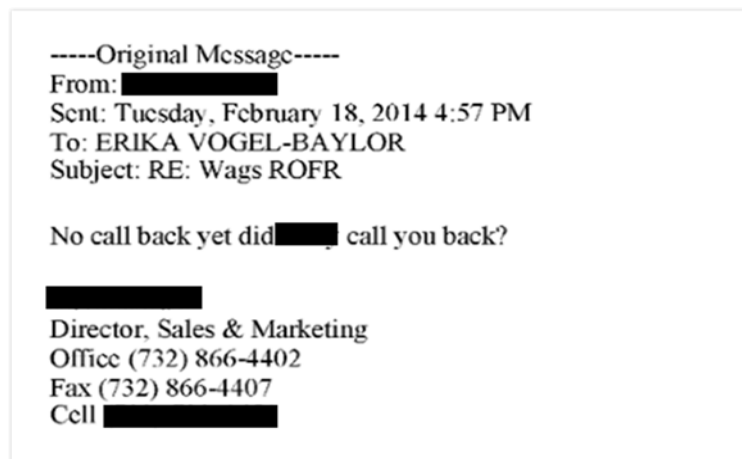 -----Original Message-----
From:
Sent: Tuesday, February 18, 2014 4:57 PM
To: ERIKA VOGEL-BAYLOR
Subject: RE: Wags ROFR
No call back yet did call you back?
Director, Sales & Marketing
Office (732) 866-4402
Fax (732) 866-4407
Cell